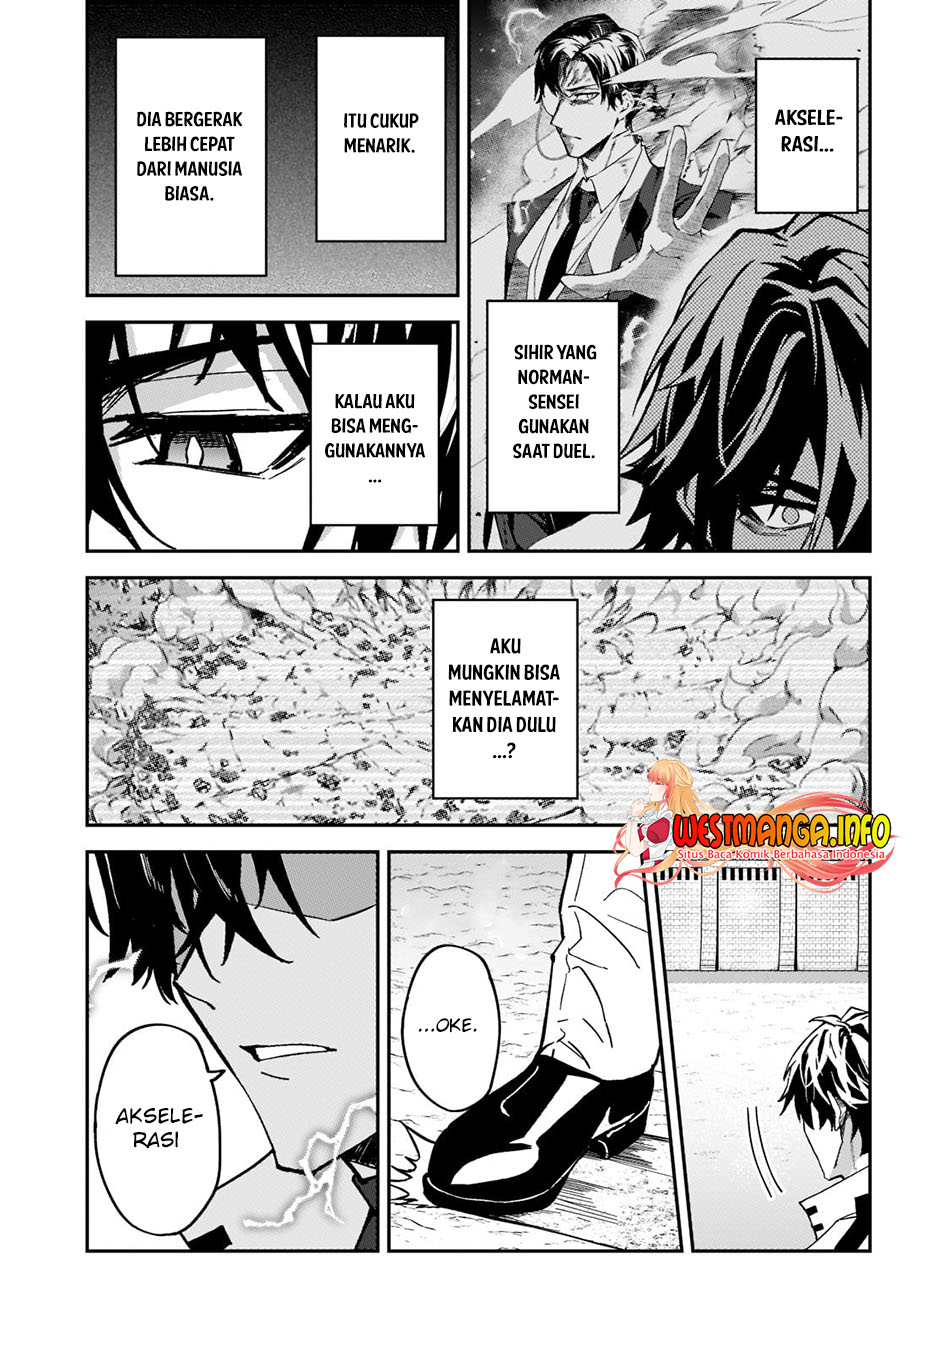 AKSELE-
RASI...
SIHIR YANG
NORMAN-
SENSEI
GUNAKAN
SAAT DUEL.
ITU CUKUP
MENARIK.
DIA BERGERAK
LEBIH CEPAT
DARI MANUSIA
BIASA.
KALAU AKU
BISA MENG-
GUNAKANNYA
...
AKU
MUNGKIN BISA
MENYELAMAT-
KAN DIA DULU
...?
WESTMANGA.INFO
Situs Baca Komik Berbahasa Indonesia
...OKE.
AKSELE-
RASI